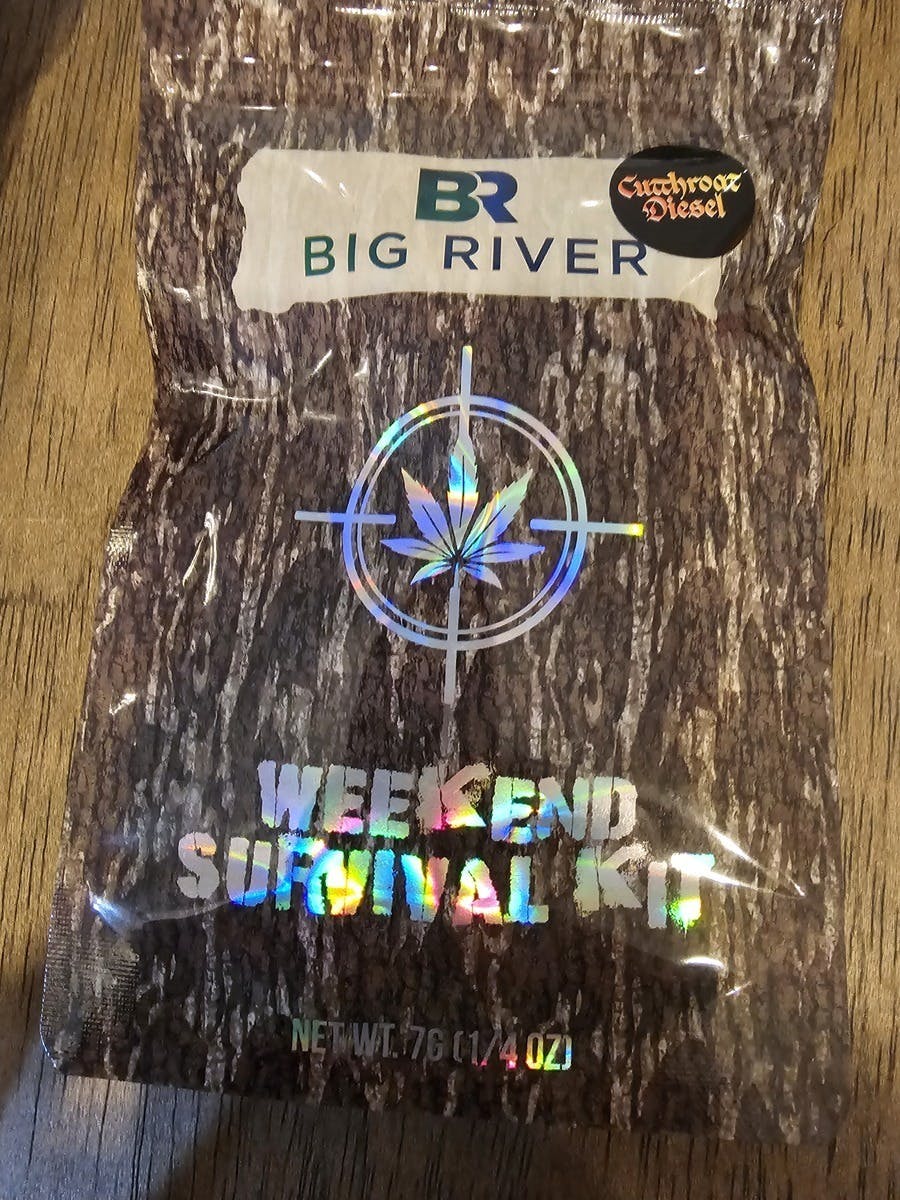 BR
BIG RIVER
Cutthroat
Diesel
WEEKEND
SURVIVAL KIT
NET WT. 7G (1/4 OZ)